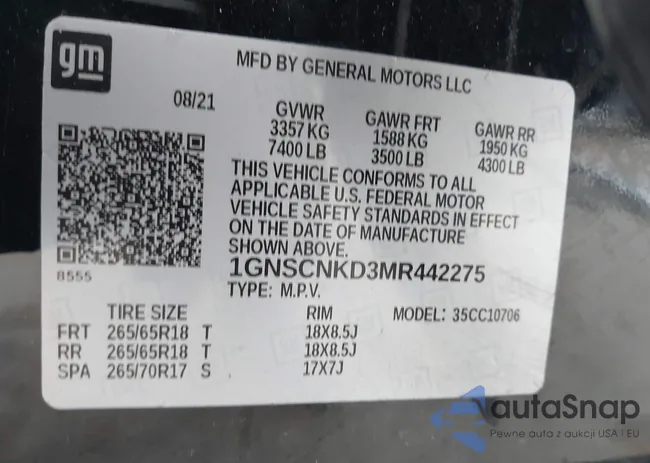 gm
MFD BY GENERAL MOTORS LLC
08/21
GVWR
3357 KG
7400 LB
GAWR FRT
1588 KG
3500 LB
GAWR RR
1950 KG
4300 LB
THIS VEHICLE CONFORMS TO ALL
APPLICABLE U.S. FEDERAL MOTOR
VEHICLE SAFETY STANDARDS IN EFFECT
ON THE DATE OF MANUFACTURE
SHOWN ABOVE.
8555
1GNSCNKD3MR442275
TYPE: M.P.V.
TIRE SIZE RIM MODEL: 35CC10706
FRT 265/65R18 T 18X8.5J
RR 265/65R18 T 18X8.5J
SPA 265/70R17 S 17X7J
autaSnap
Pewne auta z aukcji USA i EU